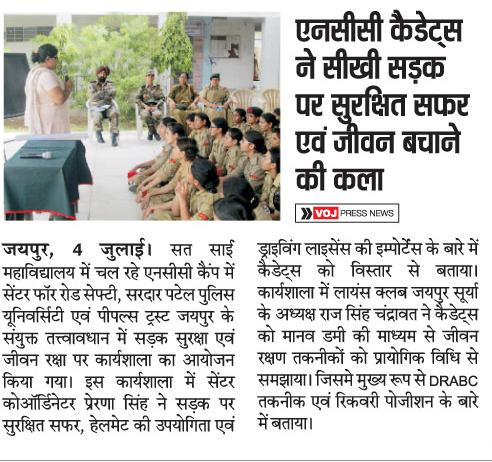 एनसीसी कैडेट्स
ने सीखी सड़क
पर सुरक्षित सफर
एवं जीवन बचाने
की कला
VOJ PRESS NEWS
जयपुर, 4 जुलाई। सत साई
महाविद्यालय में चल रहे एनसीसी कैंप में
सेंटर फॉर रोड सेफ्टी, सरदार पटेल पुलिस
यूनिवर्सिटी एवं पीपल्स ट्रस्ट जयपुर के
संयुक्त तत्त्वावधान में सड़क सुरक्षा एवं
जीवन रक्षा पर कार्यशाला का आयोजन
किया गया। इस कार्यशाला में सेंटर
कोऑर्डिनेटर प्रेरणा सिंह ने सड़क पर
सुरक्षित सफर, हेलमेट की उपयोगिता एवं
ड्राइविंग लाइसेंस की इम्पोर्टेंस के बारे में
कैडेट्स को विस्तार से बताया।
कार्यशाला में लायंस क्लब जयपुर सूर्या
के अध्यक्ष राज सिंह चंद्रावत ने कैडेट्स
को मानव डमी की माध्यम से जीवन
रक्षण तकनीकों को प्रायोगिक विधि से
समझाया। जिसमे मुख्य रूप से DRABC
तकनीक एवं रिकवरी पोजीशन के बारे
में बताया।